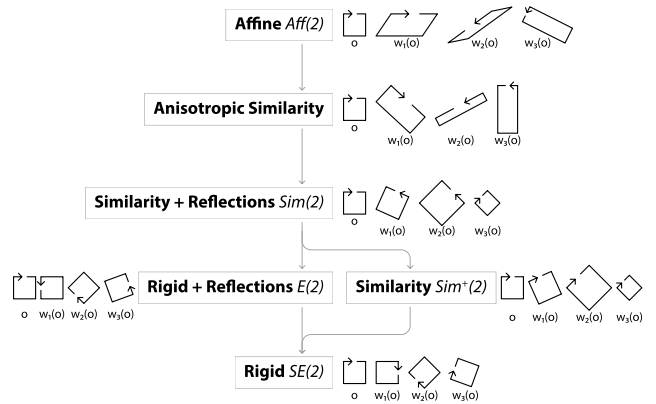 Affine Aff(2)
o w₁(o) w₂(o) w₃(o)
Anisotropic Similarity
o w₁(o) w₂(o) w₃(o)
Similarity + Reflections Sim(2)
o w₁(o) w₂(o) w₃(o)
Rigid + Reflections E(2)
o w₁(o) w₂(o) w₃(o)
Similarity Sim⁺(2)
o w₁(o) w₂(o) w₃(o)
Rigid SE(2)
o w₁(o) w₂(o) w₃(o)